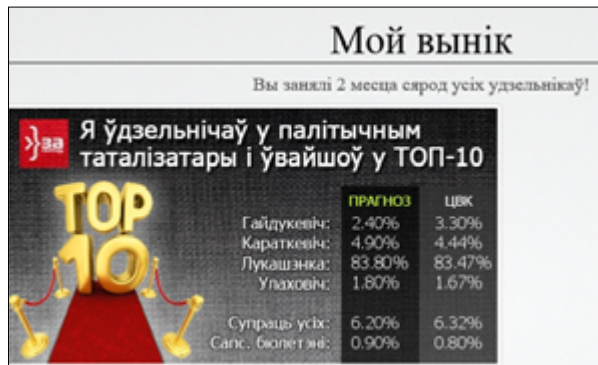 Мой вынік
Вы занялі 2 месца сярод усіх удзельнікаў!
за
Я ўдзельнічаў у палітычным
таталізатары і ўвайшоў у ТОП-10
TOP
10
ПРАГНОЗ ЦВК
Гайдукевіч: 2.40% 3.30%
Караткевіч: 4.90% 4.44%
Лукашэнка: 83.80% 83.47%
Улаховіч: 1.80% 1.67%
Супраць усіх: 6.20% 6.32%
Сапс. бюлетэні: 0.90% 0.80%